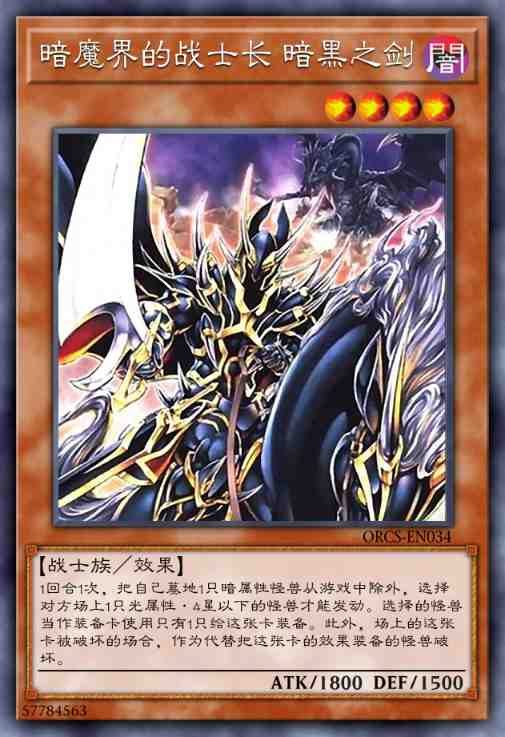 暗魔界的战士长 暗黑之剑 闇
ORCS-EN034
【战士族／效果】
1回合1次，把自己墓地1只暗属性怪兽从游戏中除外，选择
对方场上1只光属性·4星以下的怪兽才能发动。选择的怪兽
当作装备卡使用只有1只给这张卡装备。此外，场上的这张
卡被破坏的场合，作为代替把这张卡的效果装备的怪兽破
坏。
ATK/1800 DEF/1500
57784563